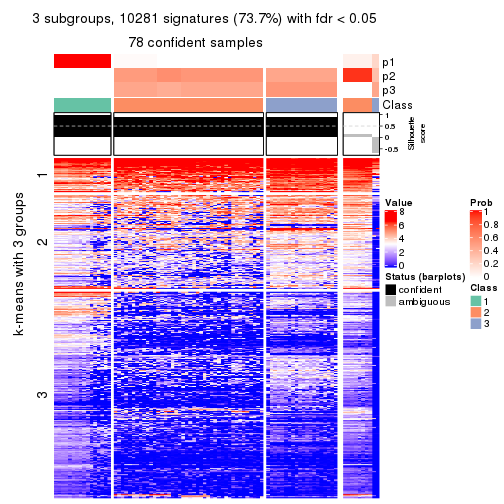 3 subgroups, 10281 signatures (73.7%) with fdr < 0.05
78 confident samples
p1
p2
p3
Class
1
0.5
0
-0.5
Silhouette
score
k-means with 3 groups
1
2
3
Value
8
6
4
2
0
Status (barplots)
confident
ambiguous
Prob
1
0.8
0.6
0.4
0.2
0
Class
1
2
3